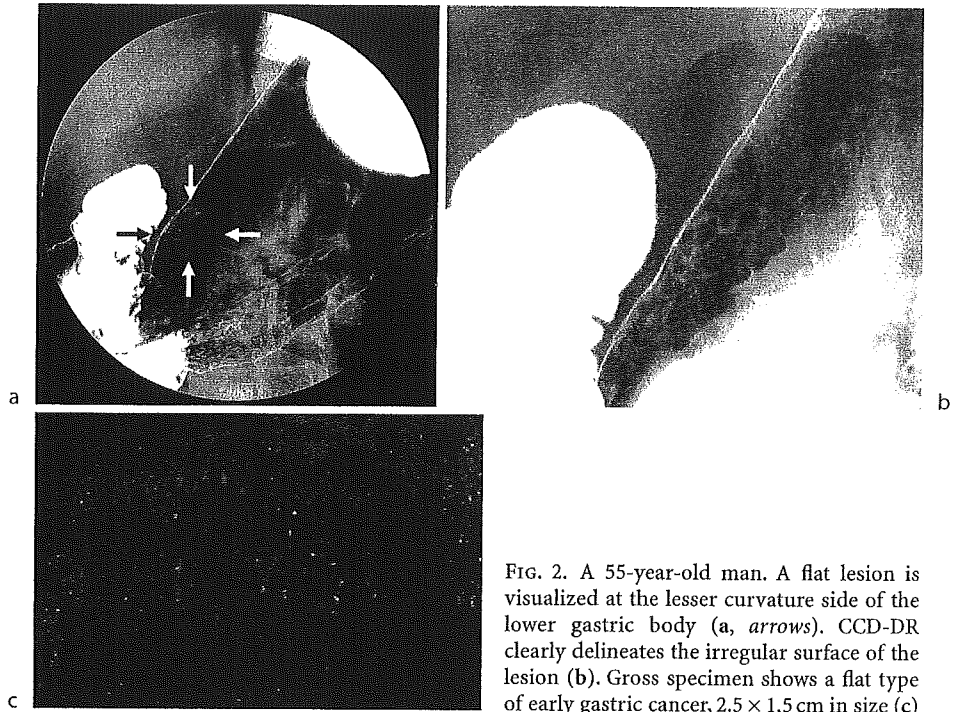 a
b
c
FIG. 2. A 55-year-old man. A flat lesion is
visualized at the lesser curvature side of the
lower gastric body (a, arrows). CCD-DR
clearly delineates the irregular surface of the
lesion (b). Gross specimen shows a flat type
of early gastric cancer, 2.5 × 1.5 cm in size (c)